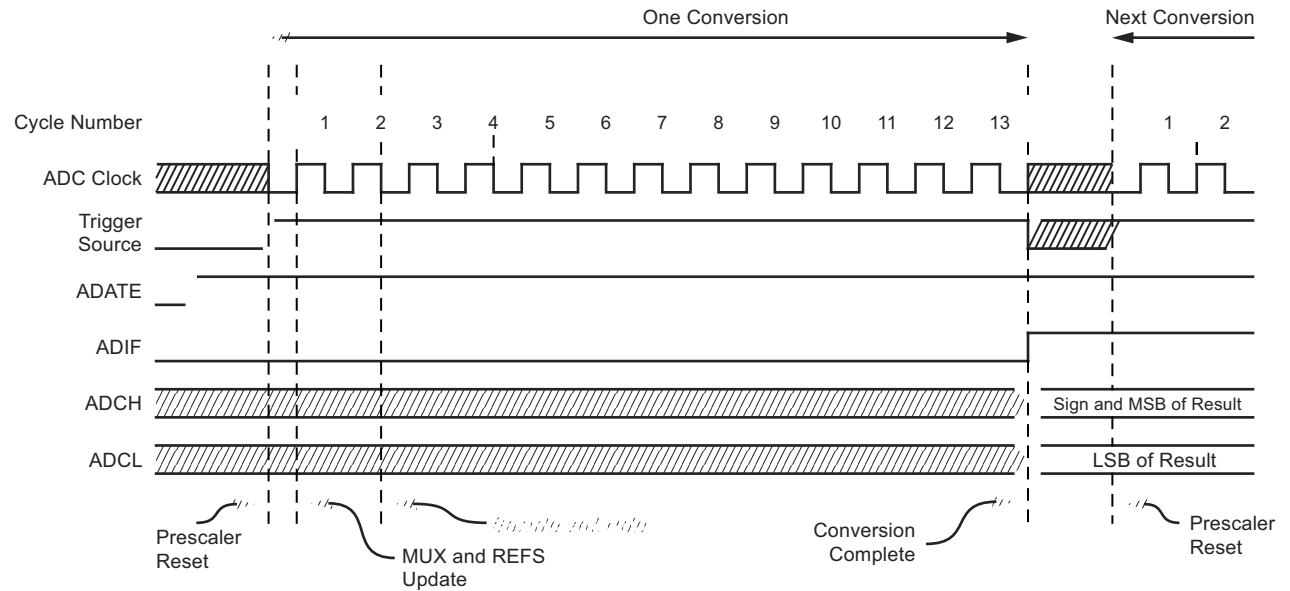 One Conversion Next Conversion
Cycle Number 1 2 3 4 5 6 7 8 9 10 11 12 13 1 2
ADC Clock
Trigger
Source
ADATE
ADIF
ADCH Sign and MSB of Result
ADCL LSB of Result
Prescaler
Reset
MUX and REFS
Update
Conversion
Complete
Prescaler
Reset